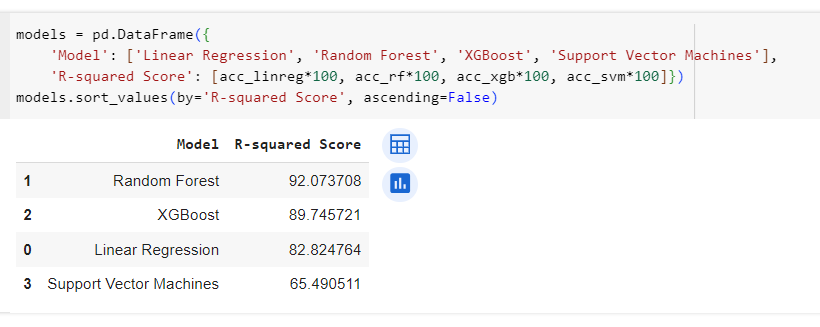 models = pd.DataFrame({
    'Model': ['Linear Regression', 'Random Forest', 'XGBoost', 'Support Vector Machines'],
    'R-squared Score': [acc_linreg*100, acc_rf*100, acc_xgb*100, acc_svm*100]})
models.sort_values(by='R-squared Score', ascending=False)
Model R-squared Score
1 Random Forest 92.073708
2 XGBoost 89.745721
0 Linear Regression 82.824764
3 Support Vector Machines 65.490511